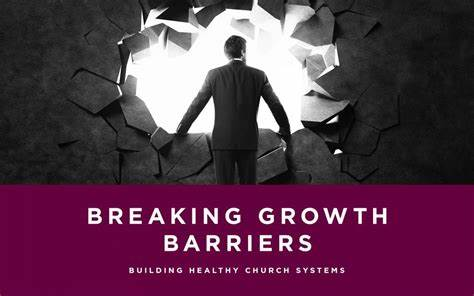 BREAKING GROWTH
BARRIERS
BUILDING HEALTHY CHURCH SYSTEMS